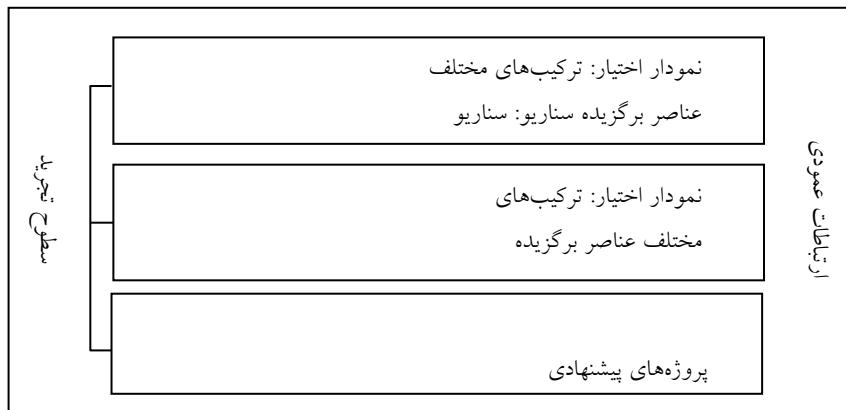 نمودار اختیار: ترکیب‌های مختلف
عناصر برگزیده سناریو: سناریو
نمودار اختیار: ترکیب‌های
مختلف عناصر برگزیده
پروژه‌های پیشنهادی
ارتباطات عمودی
سطوح تجرید